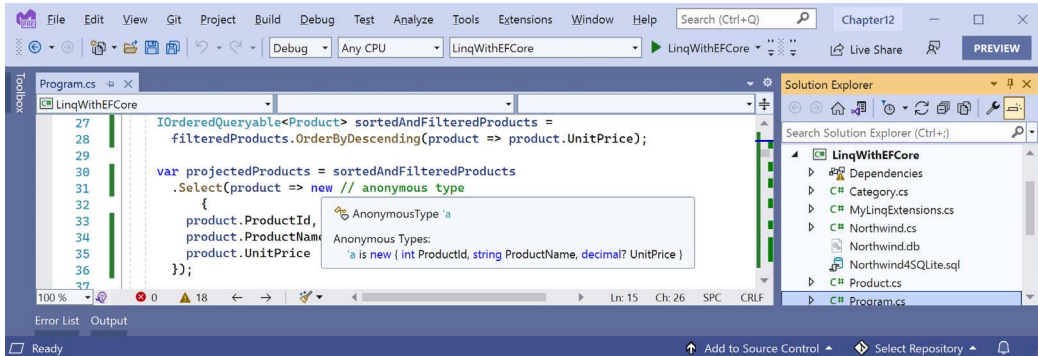 File Edit View Git Project Build Debug Test Analyze Tools Extensions Window Help Search (Ctrl+Q) Chapter12
Debug Any CPU LinqWithEFCore LinqWithEFCore Live Share PREVIEW
Toolbox
Program.cs
LinqWithEFCore
27 IOrderedQueryable<Product> sortedAndFilteredProducts =
28 filteredProducts.OrderByDescending(product => product.UnitPrice);
29
30 var projectedProducts = sortedAndFilteredProducts
31 .Select(product => new // anonymous type
32 {
33 product.ProductId,
34 product.ProductName
35 product.UnitPrice
36 });
37
AnonymousType 'a
Anonymous Types:
'a is new { int ProductId, string ProductName, decimal? UnitPrice }
100 % 0 18 Ln: 15 Ch: 26 SPC CRLF
Solution Explorer
Search Solution Explorer (Ctrl+;)
C# LinqWithEFCore
Dependencies
C# Category.cs
C# MyLinqExtensions.cs
C# Northwind.cs
Northwind.db
Northwind4SQLite.sql
C# Product.cs
C# Program.cs
Error List Output
Ready Add to Source Control Select Repository